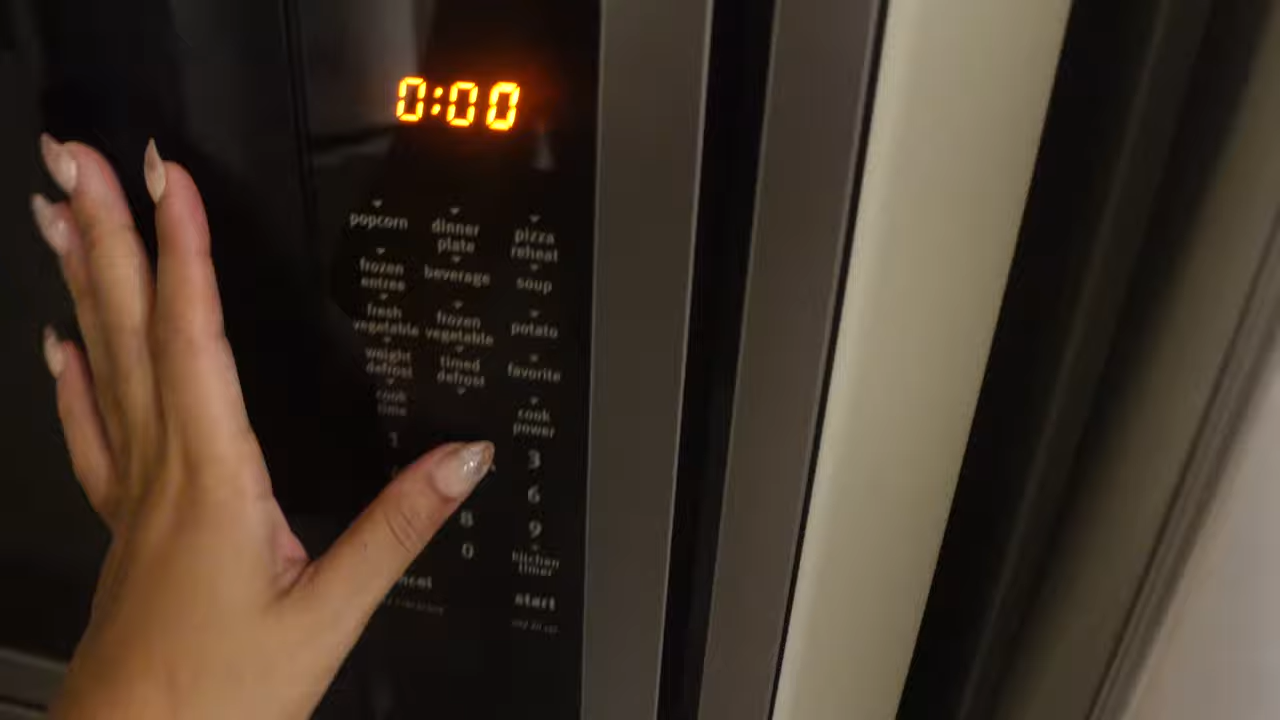 0:00
popcorn
dinner
plate
pizza
reheat
frozen
entree
beverage
soup
fresh
vegetable
frozen
vegetable
potato
weight
defrost
timed
defrost
favorite
cook
time
cook
power
1
3
6
8
9
0
kitchen
timer
start